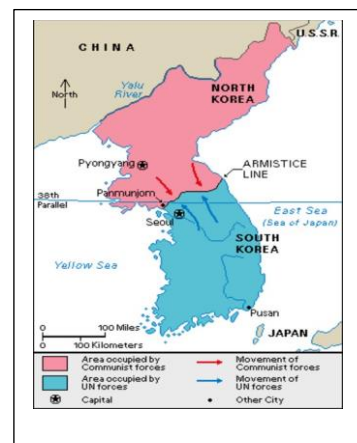 CHINA
U.S.S.R.
North
Yalu
River
NORTH
KOREA
Pyongyang
ARMISTICE
LINE
Panmunjom
38th
Parallel
Seoul
East Sea
(Sea of Japan)
SOUTH
KOREA
Yellow Sea
Pusan
0 100 Miles
0 100 Kilometers
JAPAN
Area occupied by
Communist forces
Movement of
Communist forces
Area occupied by
UN forces
Movement of
UN forces
Capital
Other City